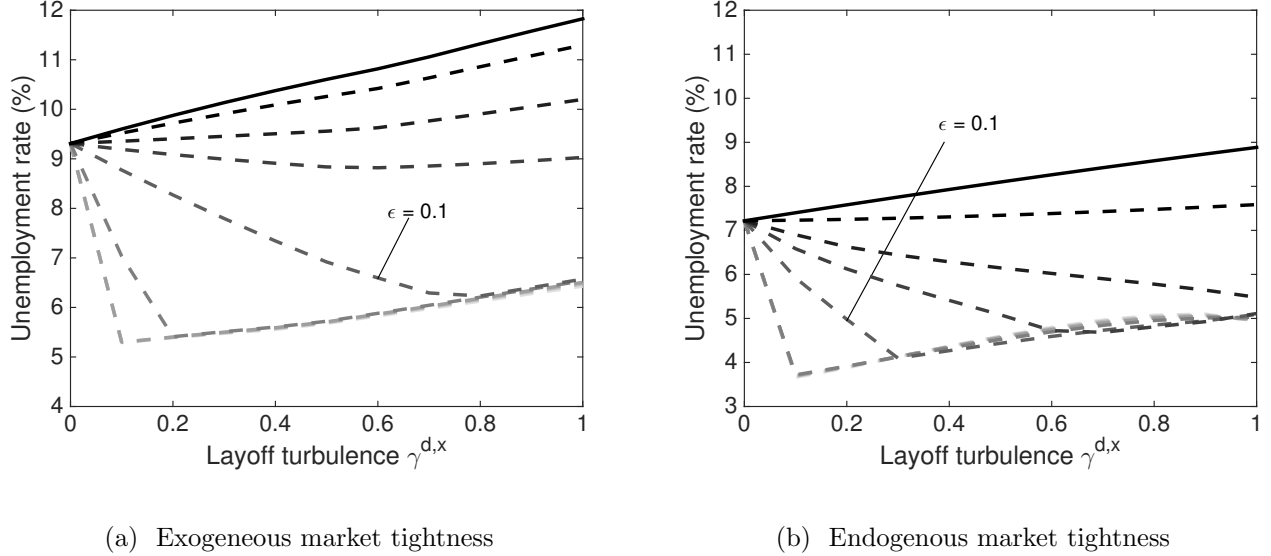 12
11
10
9
8
7
6
5
4
Unemployment rate (%)
ϵ = 0.1
0 0.2 0.4 0.6 0.8 1
Layoff turbulence γ^{d,x}
(a) Exogeneous market tightness
12
11
10
9
8
7
6
5
4
3
Unemployment rate (%)
ϵ = 0.1
0 0.2 0.4 0.6 0.8 1
Layoff turbulence γ^{d,x}
(b) Endogenous market tightness